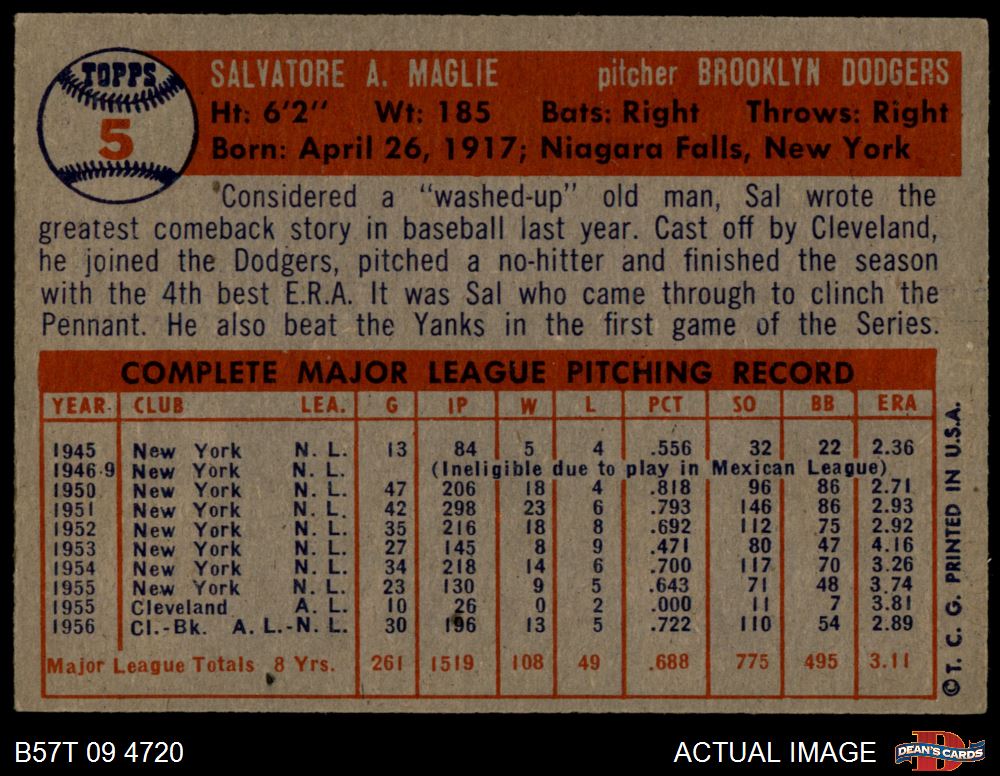 TOPPS
5
SALVATORE A. MAGLIE pitcher BROOKLYN DODGERS
Ht: 6'2" Wt: 185 Bats: Right Throws: Right
Born: April 26, 1917; Niagara Falls, New York
Considered a "washed-up" old man, Sal wrote the
greatest comeback story in baseball last year. Cast off by Cleveland,
he joined the Dodgers, pitched a no-hitter and finished the season
with the 4th best E.R.A. It was Sal who came through to clinch the
Pennant. He also beat the Yanks in the first game of the Series.
COMPLETE MAJOR LEAGUE PITCHING RECORD
YEAR CLUB LEA. G IP W L PCT SO BB ERA
1945 New York N. L. 13 84 5 4 .556 32 22 2.36
1946-9 New York N. L. (Ineligible due to play in Mexican League)
1950 New York N. L. 47 206 18 4 .818 96 86 2.71
1951 New York N. L. 42 298 23 6 .793 146 86 2.93
1952 New York N. L. 35 216 18 8 .692 112 75 2.92
1953 New York N. L. 27 145 8 9 .471 80 47 4.16
1954 New York N. L. 34 218 14 6 .700 117 70 3.26
1955 New York N. L. 23 130 9 5 .643 71 48 3.74
1955 Cleveland A. L. 10 26 0 2 .000 11 7 3.81
1956 Cl.-Bk. A. L.-N. L. 30 196 13 5 .722 110 54 2.89
Major League Totals 8 Yrs. 261 1519 108 49 .688 775 495 3.11
© T. C. G. PRINTED IN U.S.A.
B57T 09 4720
ACTUAL IMAGE
DEAN'S CARDS